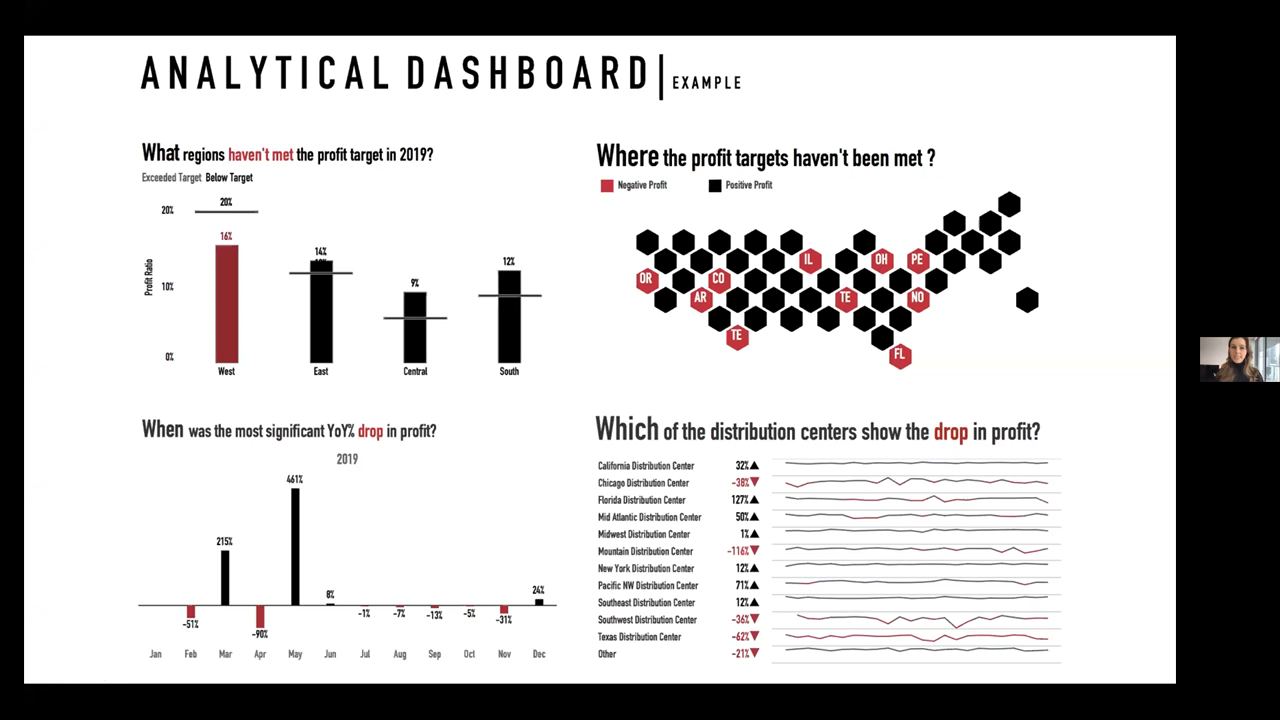 ANALYTICAL DASHBOARD | EXAMPLE
What regions haven't met the profit target in 2019?
Exceeded Target Below Target
Profit Ratio
20%
10%
0%
20%
16%
14%
9%
12%
West East Central South
Where the profit targets haven't been met ?
Negative Profit Positive Profit
IL OH PE
OR CO
AR TE NO
TE
FL
When was the most significant YoY% drop in profit?
2019
461%
215%
8%
24%
-51%
-90%
-1%
-7%
-13%
-5%
-31%
Jan Feb Mar Apr May Jun Jul Aug Sep Oct Nov Dec
Which of the distribution centers show the drop in profit?
California Distribution Center 32%▲
Chicago Distribution Center -38%▼
Florida Distribution Center 127%▲
Mid Atlantic Distribution Center 50%▲
Midwest Distribution Center 1%▲
Mountain Distribution Center -116%▼
New York Distribution Center 12%▲
Pacific NW Distribution Center 71%▲
Southeast Distribution Center 12%▲
Southwest Distribution Center -36%▼
Texas Distribution Center -62%▼
Other -21%▼